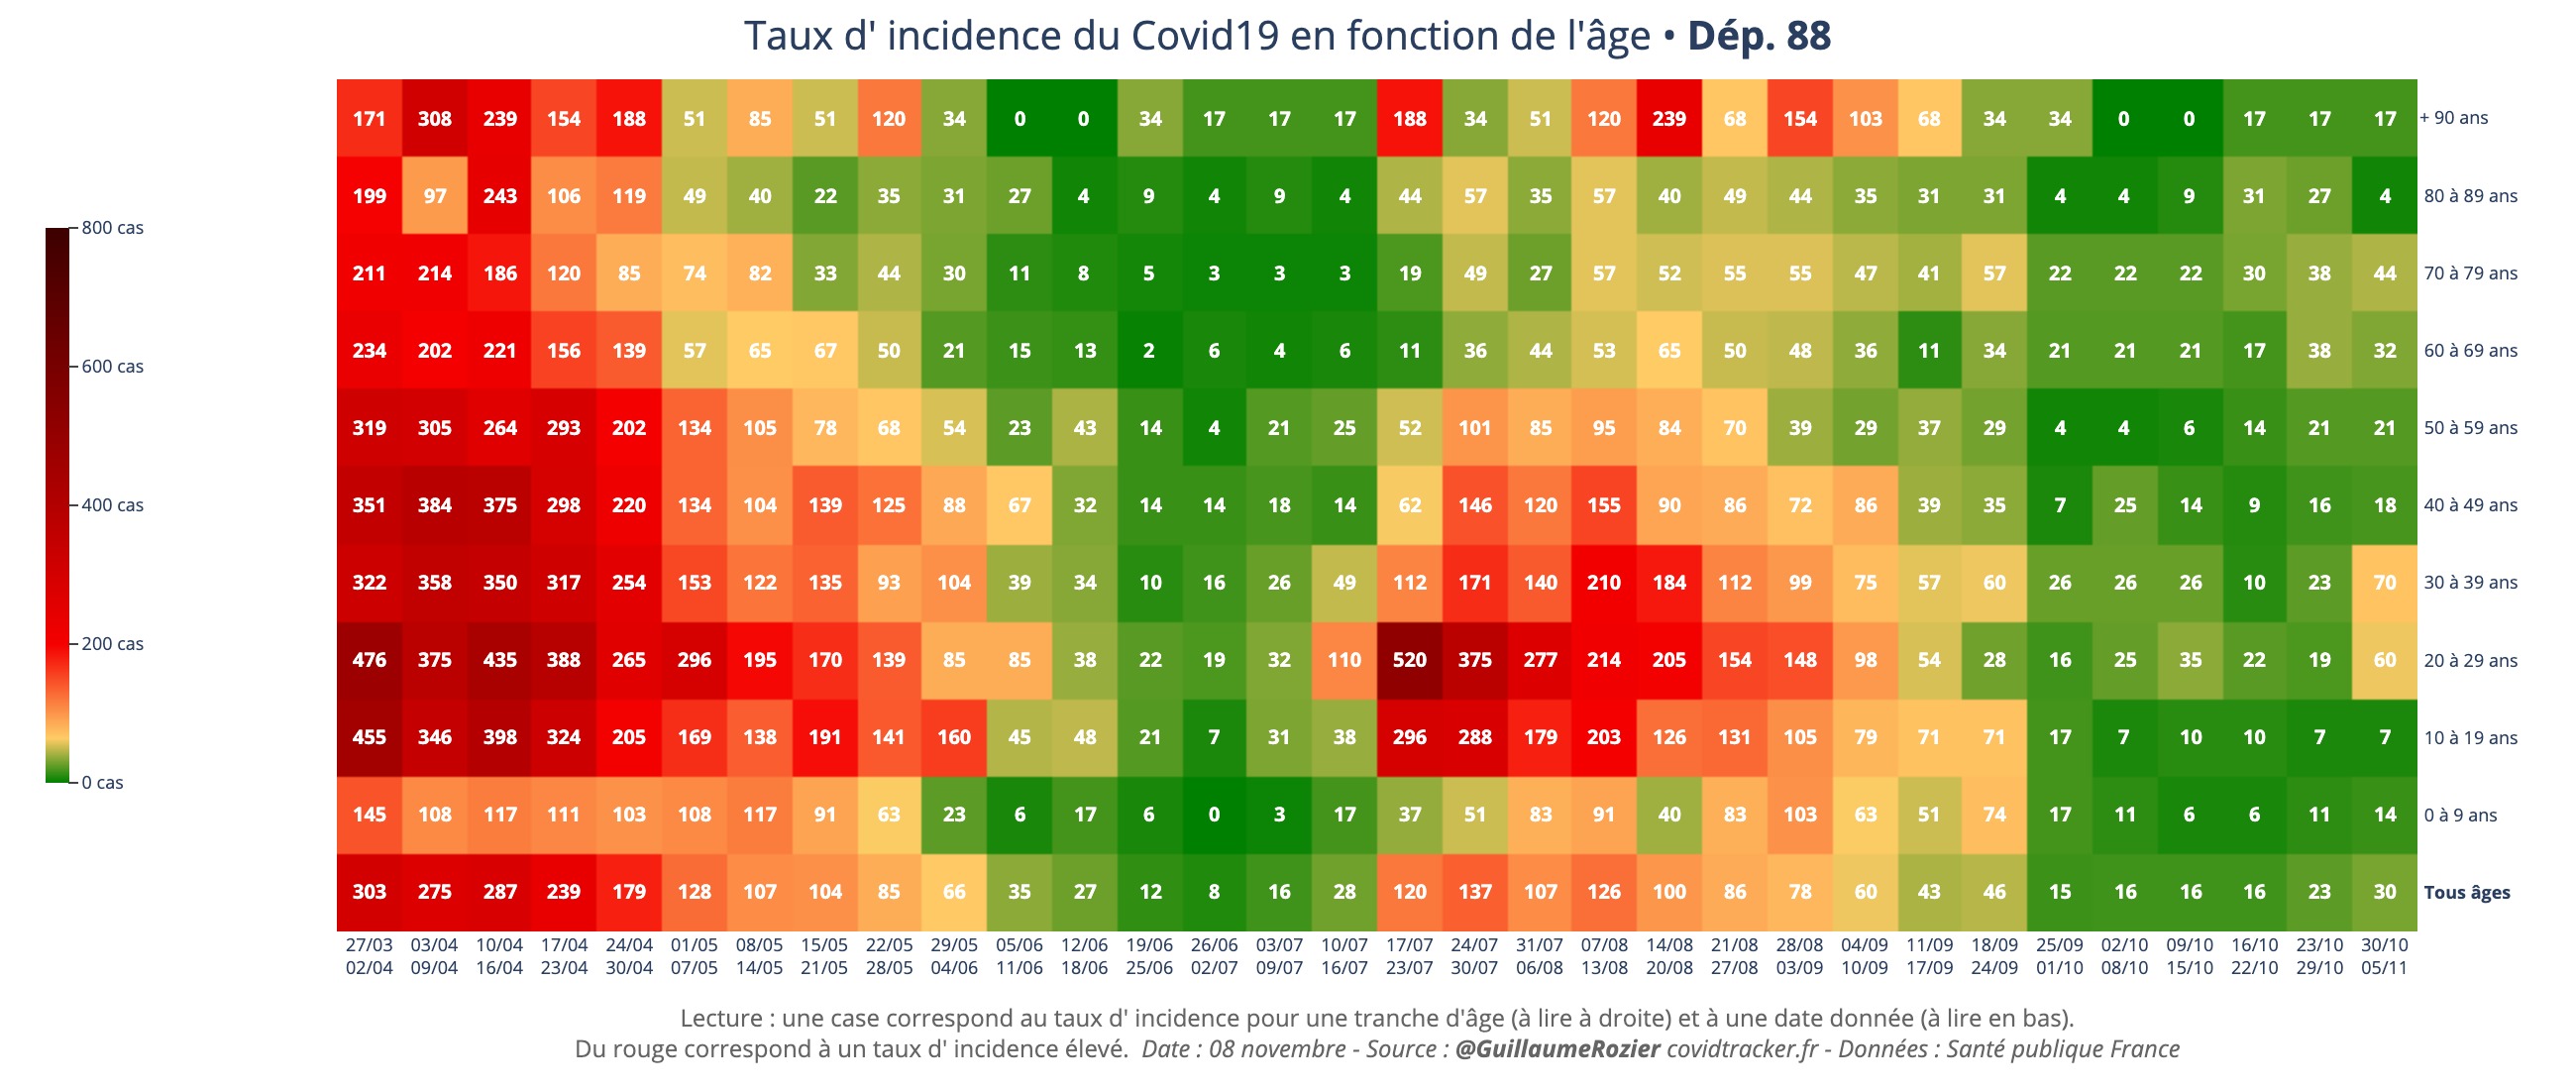 Taux d' incidence du Covid19 en fonction de l'âge • Dép. 88
800 cas
600 cas
400 cas
200 cas
0 cas
171 308 239 154 188 51 85 51 120 34 0 0 34 17 17 17 188 34 51 120 239 68 154 103 68 34 34 0 0 17 17 17 + 90 ans
199 97 243 106 119 49 40 22 35 31 27 4 9 4 9 4 44 57 35 57 40 49 44 35 31 31 4 4 9 31 27 4 80 à 89 ans
211 214 186 120 85 74 82 33 44 30 11 8 5 3 3 3 19 49 27 57 52 55 55 47 41 57 22 22 22 30 38 44 70 à 79 ans
234 202 221 156 139 57 65 67 50 21 15 13 2 6 4 6 11 36 44 53 65 50 48 36 11 34 21 21 21 17 38 32 60 à 69 ans
319 305 264 293 202 134 105 78 68 54 23 43 14 4 21 25 52 101 85 95 84 70 39 29 37 29 4 4 6 14 21 21 50 à 59 ans
351 384 375 298 220 134 104 139 125 88 67 32 14 14 18 14 62 146 120 155 90 86 72 86 39 35 7 25 14 9 16 18 40 à 49 ans
322 358 350 317 254 153 122 135 93 104 39 34 10 16 26 49 112 171 140 210 184 112 99 75 57 60 26 26 26 10 23 70 30 à 39 ans
476 375 435 388 265 296 195 170 139 85 85 38 22 19 32 110 520 375 277 214 205 154 148 98 54 28 16 25 35 22 19 60 20 à 29 ans
455 346 398 324 205 169 138 191 141 160 45 48 21 7 31 38 296 288 179 203 126 131 105 79 71 71 17 7 10 10 7 7 10 à 19 ans
145 108 117 111 103 108 117 91 63 23 6 17 6 0 3 17 37 51 83 91 40 83 103 63 51 74 17 11 6 6 11 14 0 à 9 ans
303 275 287 239 179 128 107 104 85 66 35 27 12 8 16 28 120 137 107 126 100 86 78 60 43 46 15 16 16 16 23 30 Tous âges
27/03 03/04 10/04 17/04 24/04 01/05 08/05 15/05 22/05 29/05 05/06 12/06 19/06 26/06 03/07 10/07 17/07 24/07 31/07 07/08 14/08 21/08 28/08 04/09 11/09 18/09 25/09 02/10 09/10 16/10 23/10 30/10
02/04 09/04 16/04 23/04 30/04 07/05 14/05 21/05 28/05 04/06 11/06 18/06 25/06 02/07 09/07 16/07 23/07 30/07 06/08 13/08 20/08 27/08 03/09 10/09 17/09 24/09 01/10 08/10 15/10 22/10 29/10 05/11
Lecture : une case correspond au taux d' incidence pour une tranche d'âge (à lire à droite) et à une date donnée (à lire en bas).
Du rouge correspond à un taux d' incidence élevé. Date : 08 novembre - Source : @GuillaumeRozier covidtracker.fr - Données : Santé publique France